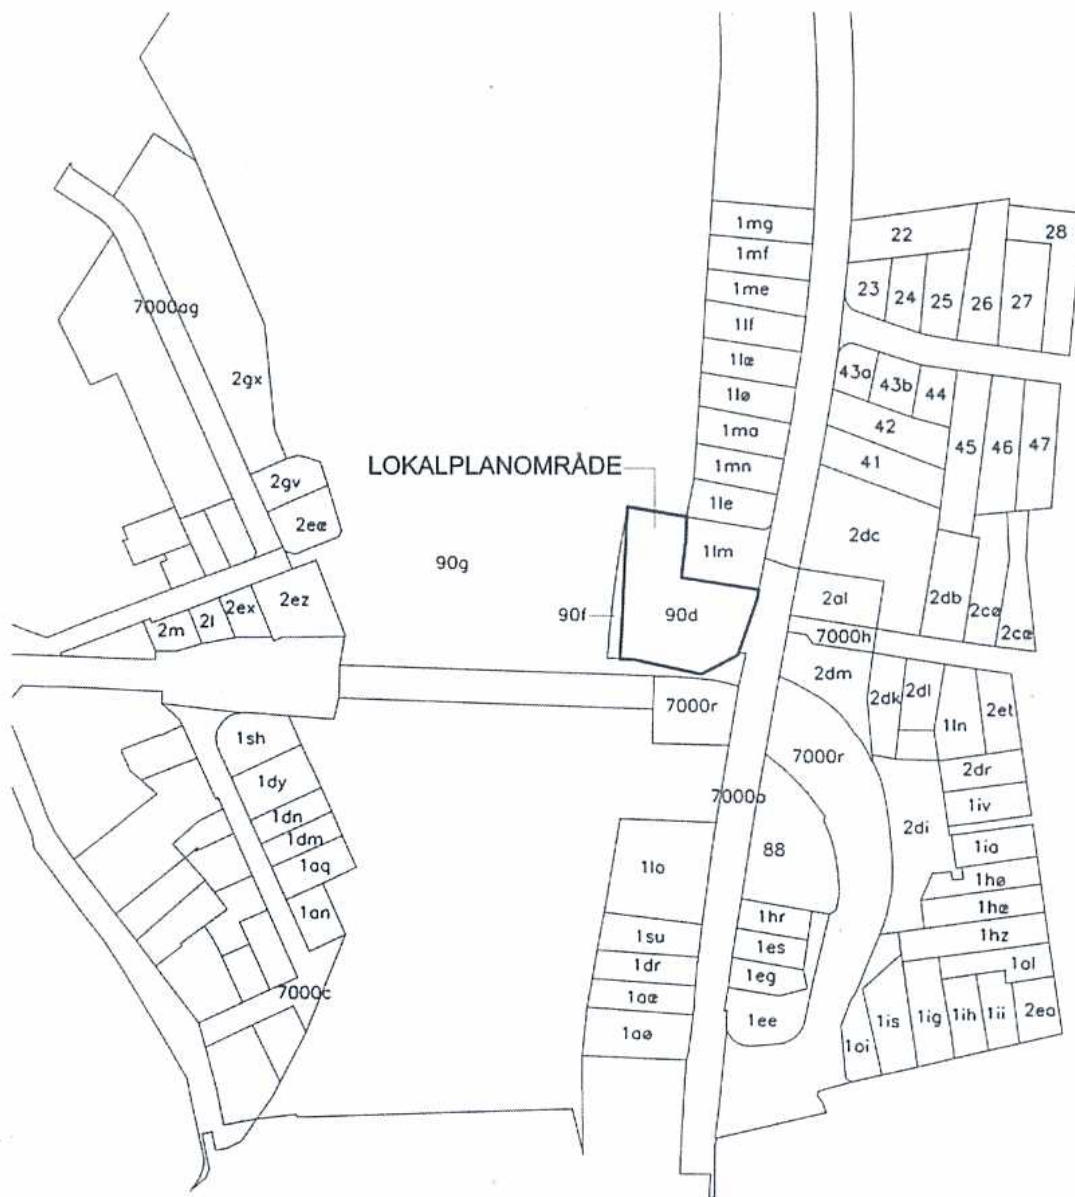 1mg
22
28
1mf
23
24
25
26
27
1me
7000ag
1lf
1læ
43a
43b
44
2gx
1lø
42
45
46
47
1ma
41
LOKALPLANOMRÅDE
1mn
2gv
1le
2eæ
2dc
1lm
90g
2ez
2ex
2l
2m
90f
90d
2al
2db
2cø
2cæ
7000h
2dm
2dk
2dl
1ln
2et
7000r
1sh
7000r
2dr
1dy
7000o
1iv
1dn
2di
1dm
88
1ia
1aq
1lo
1hø
1an
1hr
1hæ
1su
1es
1hz
1dr
1eg
1ol
7000c
1aæ
1ee
1is
1ig
1ih
1ii
2eo
1aø
1oi